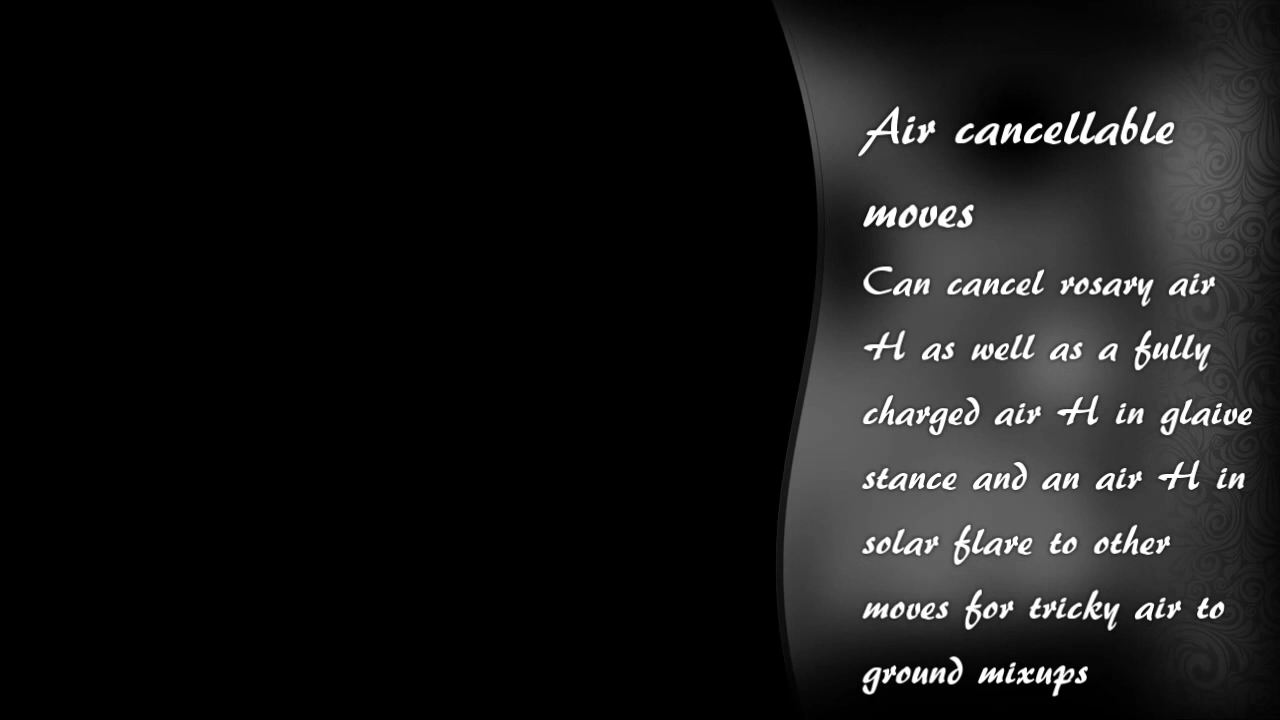 Air cancellable
moves
Can cancel rosary air
H as well as a fully
charged air H in glaive
stance and an air H in
solar flare to other
moves for tricky air to
ground mixups